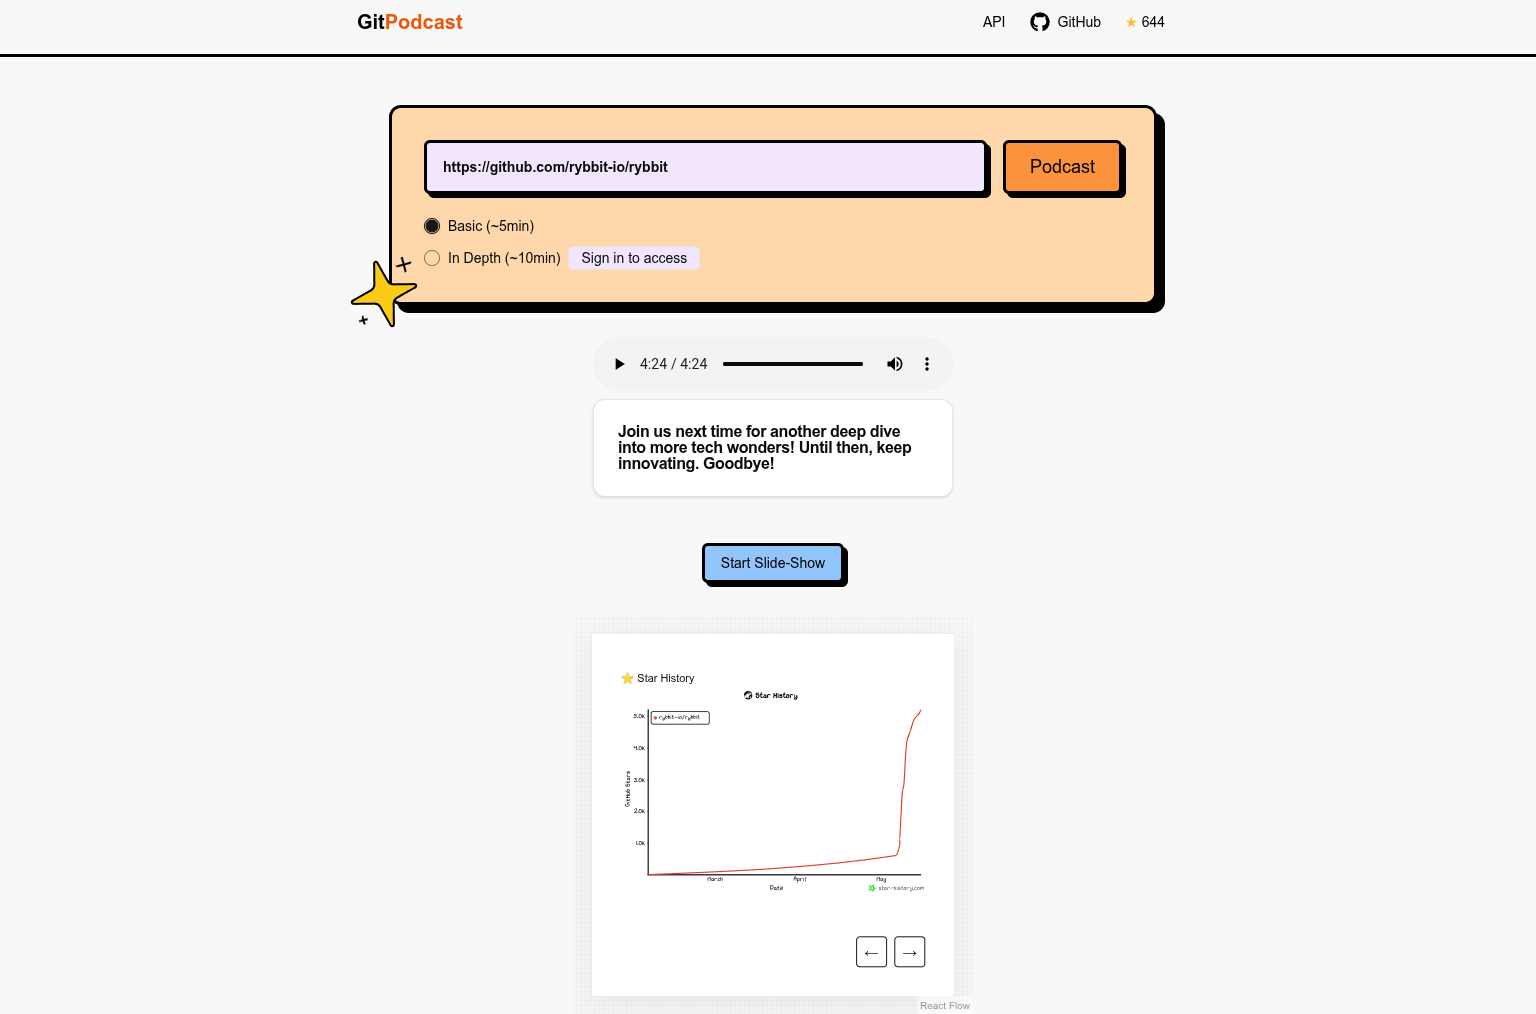 GitPodcast
API
GitHub
★ 644
https://github.com/rybbit-io/rybbit
Podcast
Basic (~5min)
In Depth (~10min)
Sign in to access
4:24 / 4:24
Join us next time for another deep dive
into more tech wonders! Until then, keep
innovating. Goodbye!
Start Slide-Show
⭐ Star History
Star History
rybbit-io/rybbit
5.0k
4.0k
3.0k
2.0k
1.0k
GitHub Stars
March
April
May
Date
star-history.com
←
→
React Flow